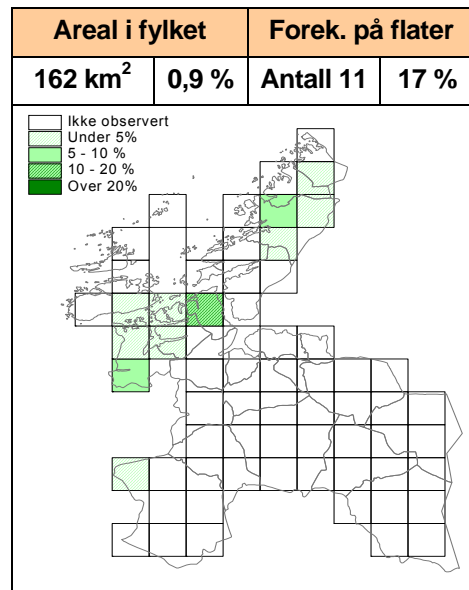 Areal i fylket Forek. på flater
162 km² 0,9 % Antall 11 17 %
Ikke observert
Under 5%
5 - 10 %
10 - 20 %
Over 20%